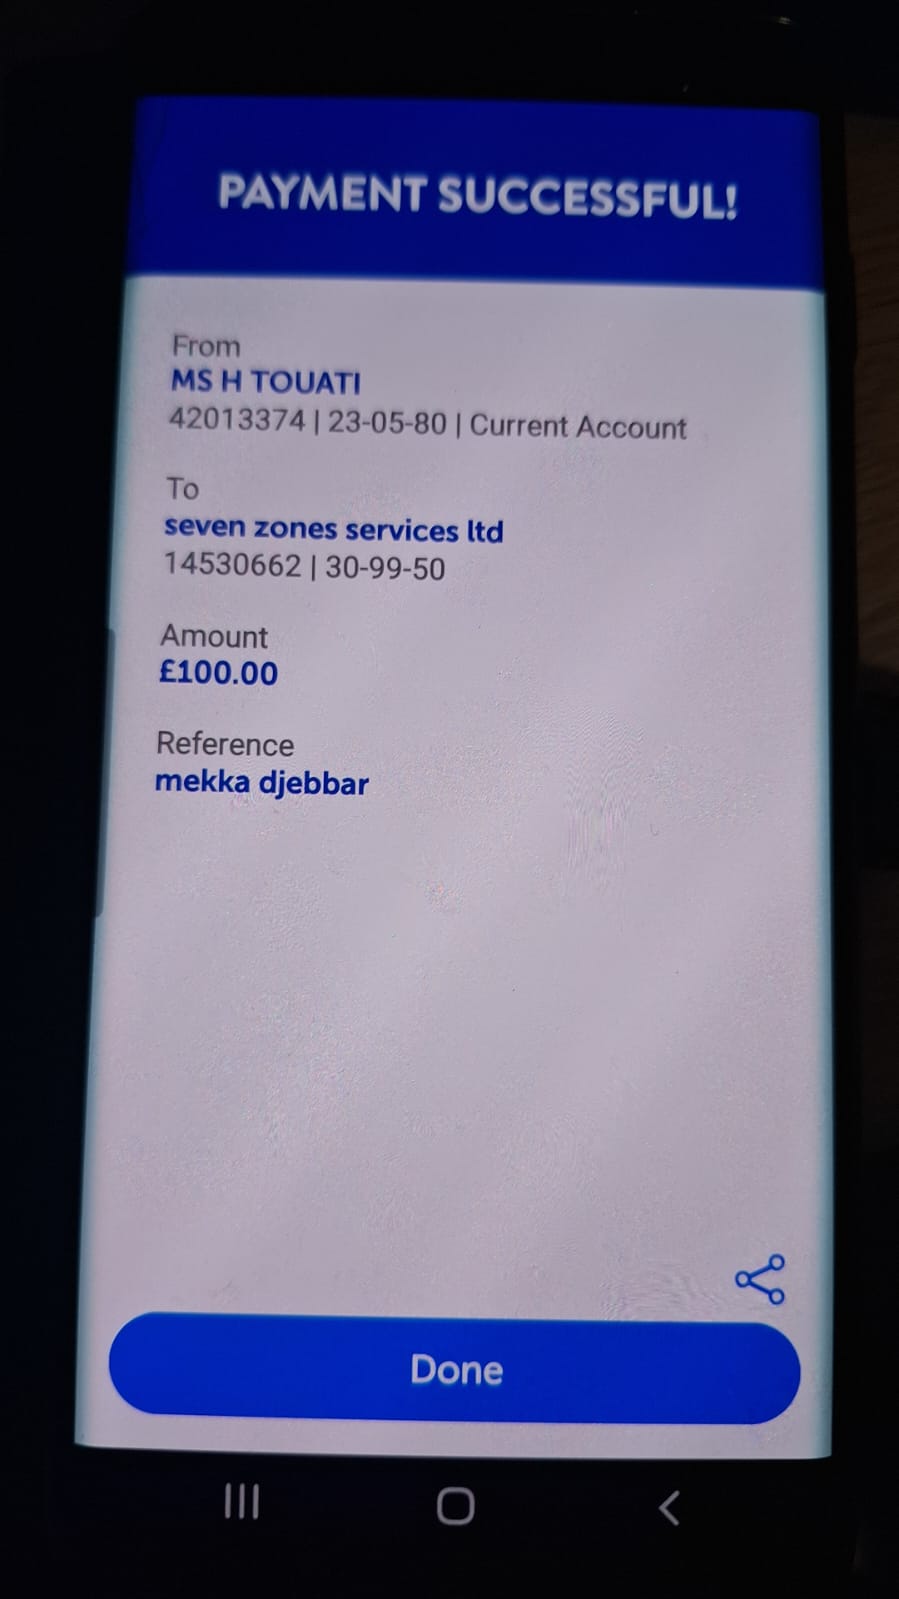 PAYMENT SUCCESSFUL!
From
MS H TOUATI
42013374 | 23-05-80 | Current Account
To
seven zones services ltd
14530662 | 30-99-50
Amount
£100.00
Reference
mekka djebbar
Done